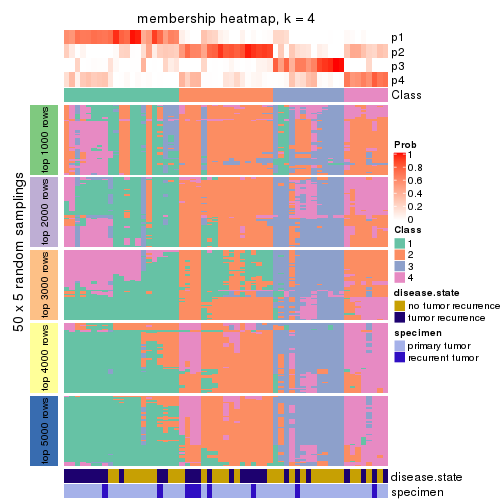 membership heatmap, k = 4
p1
p2
p3
p4
Class
50 x 5 random samplings
top 1000 rows
top 2000 rows
top 3000 rows
top 4000 rows
top 5000 rows
Prob
1
0.8
0.6
0.4
0.2
0
Class
1
2
3
4
disease.state
no tumor recurrence
tumor recurrence
specimen
primary tumor
recurrent tumor
disease.state
specimen